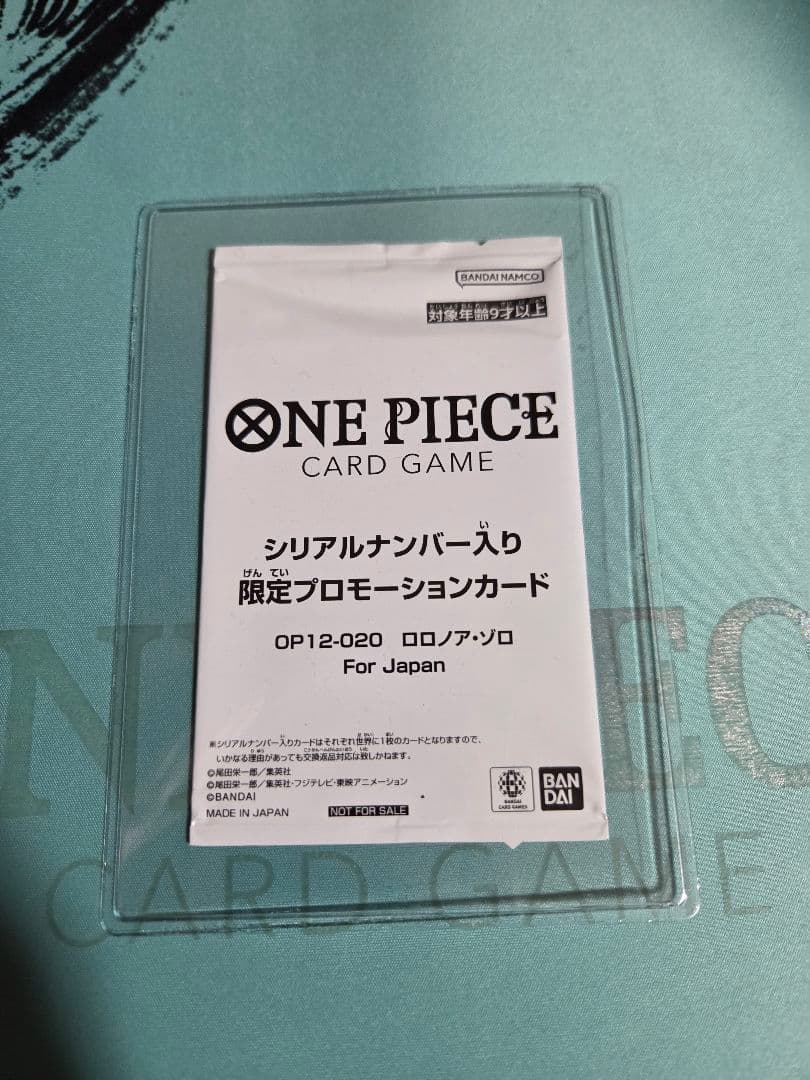 BANDAI NAMCO
対象年齢9才以上
ONE PIECE
CARD GAME
シリアルナンバー入り
限定プロモーションカード
OP12-020 ロロノア・ゾロ
For Japan
※シリアルナンバー入りカードはそれぞれ世界に1枚のカードとなりますので、
いかなる理由があっても交換返品対応は致しかねます。
©尾田栄一郎／集英社
©尾田栄一郎／集英社・フジテレビ・東映アニメーション
©BANDAI
MADE IN JAPAN NOT FOR SALE
BANDAI
CARD GAMES
BAN
DAI
CARD GAME